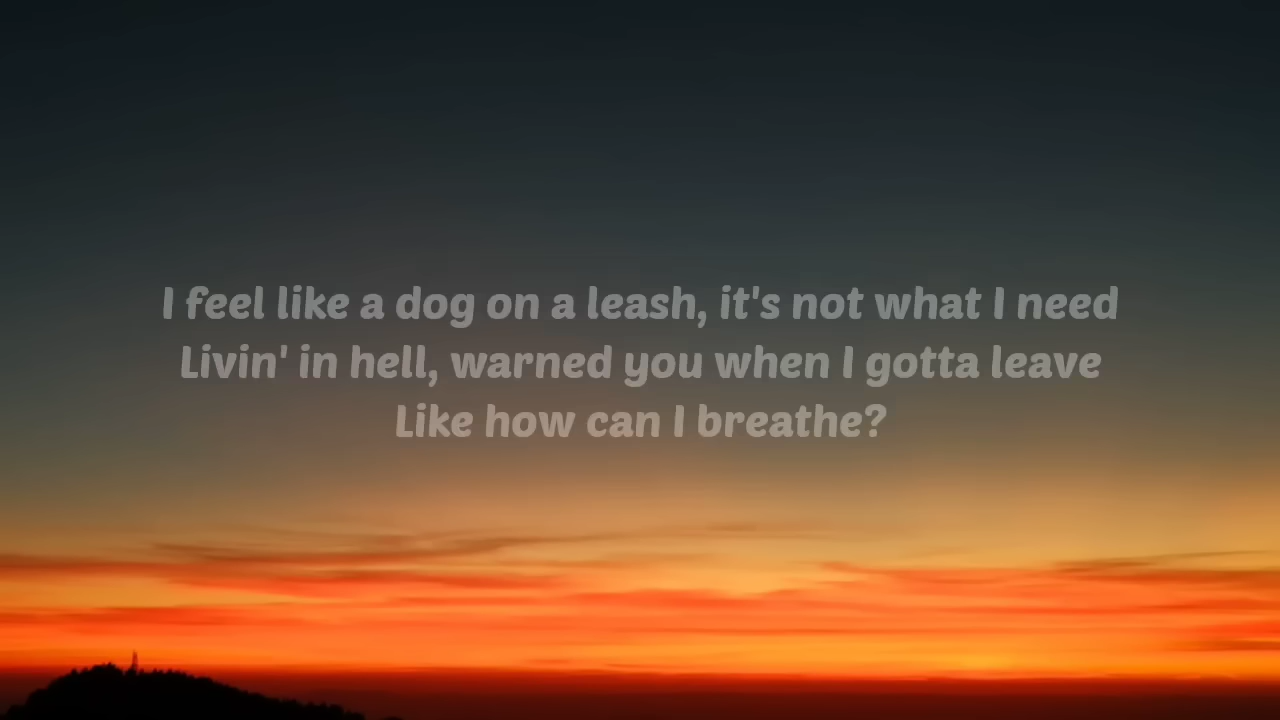 I feel like a dog on a leash, it's not what I need
Livin' in hell, warned you when I gotta leave
Like how can I breathe?